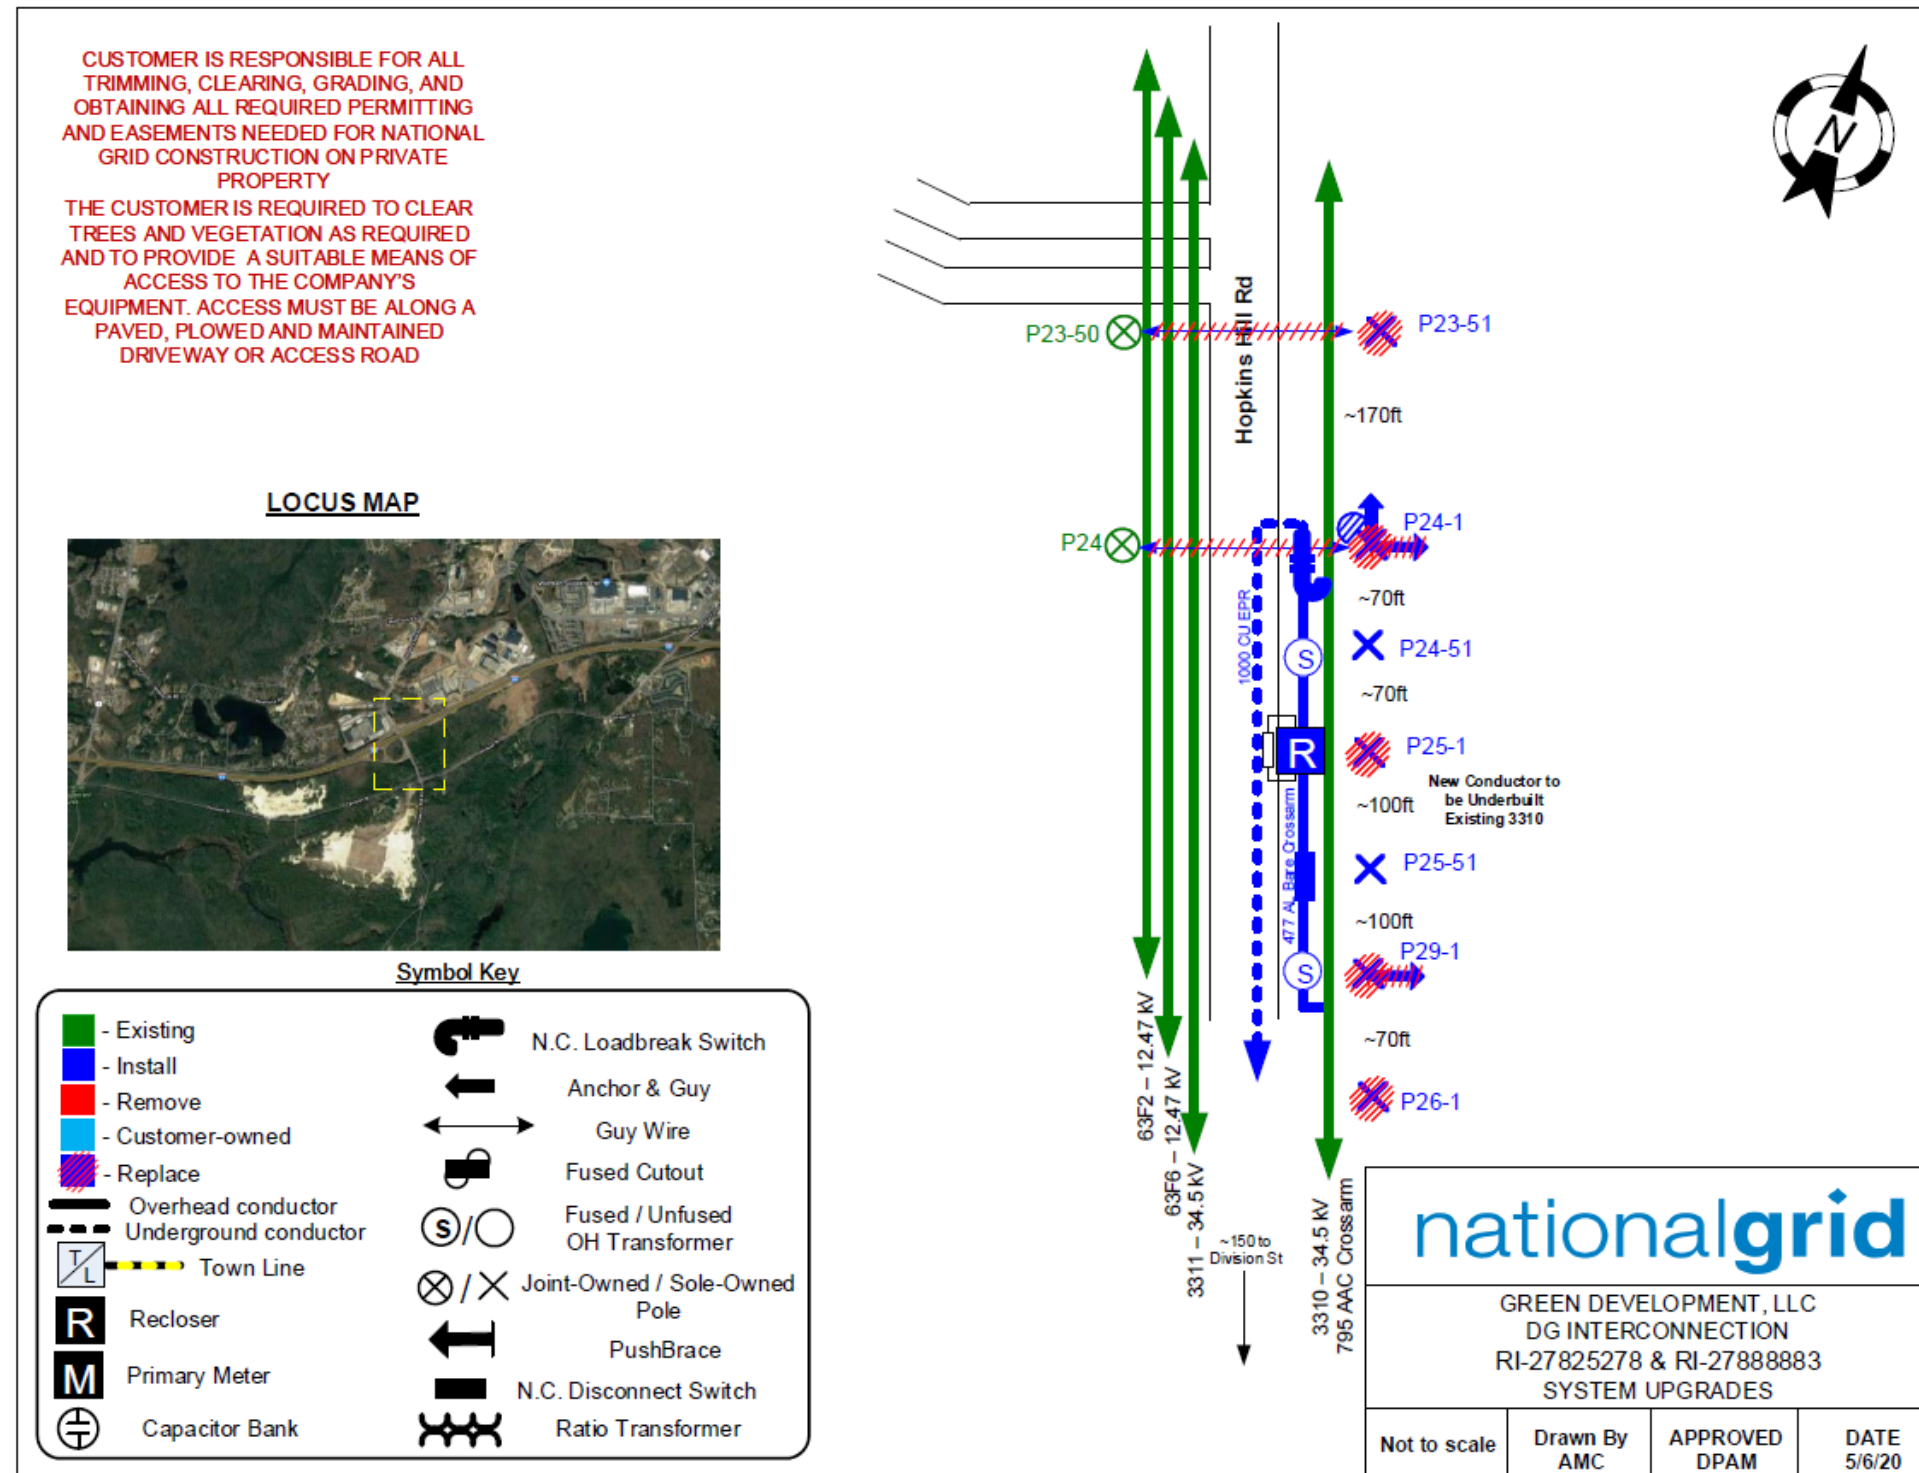 CUSTOMER IS RESPONSIBLE FOR ALL
TRIMMING, CLEARING, GRADING, AND
OBTAINING ALL REQUIRED PERMITTING
AND EASEMENTS NEEDED FOR NATIONAL
GRID CONSTRUCTION ON PRIVATE
PROPERTY
THE CUSTOMER IS REQUIRED TO CLEAR
TREES AND VEGETATION AS REQUIRED
AND TO PROVIDE A SUITABLE MEANS OF
ACCESS TO THE COMPANY'S
EQUIPMENT. ACCESS MUST BE ALONG A
PAVED, PLOWED AND MAINTAINED
DRIVEWAY OR ACCESS ROAD
LOCUS MAP
Symbol Key
- Existing
- Install
- Remove
- Customer-owned
- Replace
Overhead conductor
Underground conductor
T/L Town Line
R Recloser
M Primary Meter
Capacitor Bank
N.C. Loadbreak Switch
Anchor & Guy
Guy Wire
Fused Cutout
S/ Fused / Unfused
OH Transformer
/ Joint-Owned / Sole-Owned
Pole
PushBrace
N.C. Disconnect Switch
Ratio Transformer
N
P23-50
P23-51
Hopkins Hill Rd
~170ft
P24
P24-1
~70ft
1000 CU EPR
S
P24-51
~70ft
R
P25-1
New Conductor to
be Underbuilt
Existing 3310
~100ft
477 AL Bare Crossarm
P25-51
~100ft
P29-1
S
~70ft
P26-1
63F2 – 12.47 kV
63F6 – 12.47 kV
3311 – 34.5 kV
~150 to
Division St
3310 – 34.5 kV
795 AAC Crossarm
nationalgrid
GREEN DEVELOPMENT, LLC
DG INTERCONNECTION
RI-27825278 & RI-27888883
SYSTEM UPGRADES
Not to scale
Drawn By
AMC
APPROVED
DPAM
DATE
5/6/20